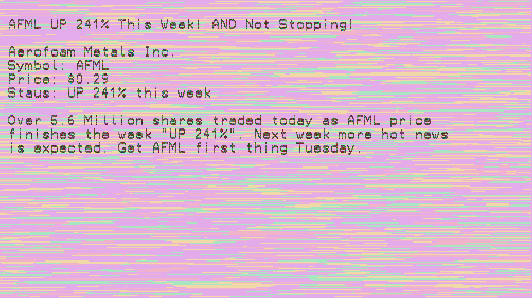 AFML UP 241% This Week! AND Not Stopping!
Aerofoam Metals Inc.
Symbol: AFML
Price: $0.29
Staus: UP 241% this week
Over 5.6 Million shares traded today as AFML price
finishes the week "UP 241%". Next week more hot news
is expected. Get AFML first thing Tuesday.